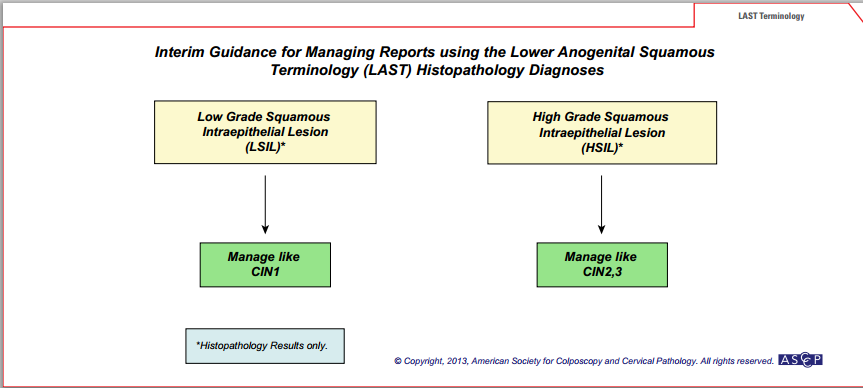 LAST Terminology
Interim Guidance for Managing Reports using the Lower Anogenital Squamous
Terminology (LAST) Histopathology Diagnoses
Low Grade Squamous
Intraepithelial Lesion
(LSIL)*
High Grade Squamous
Intraepithelial Lesion
(HSIL)*
Manage like
CIN1
Manage like
CIN2,3
*Histopathology Results only.
© Copyright, 2013, American Society for Colposcopy and Cervical Pathology. All rights reserved.
ASCCP